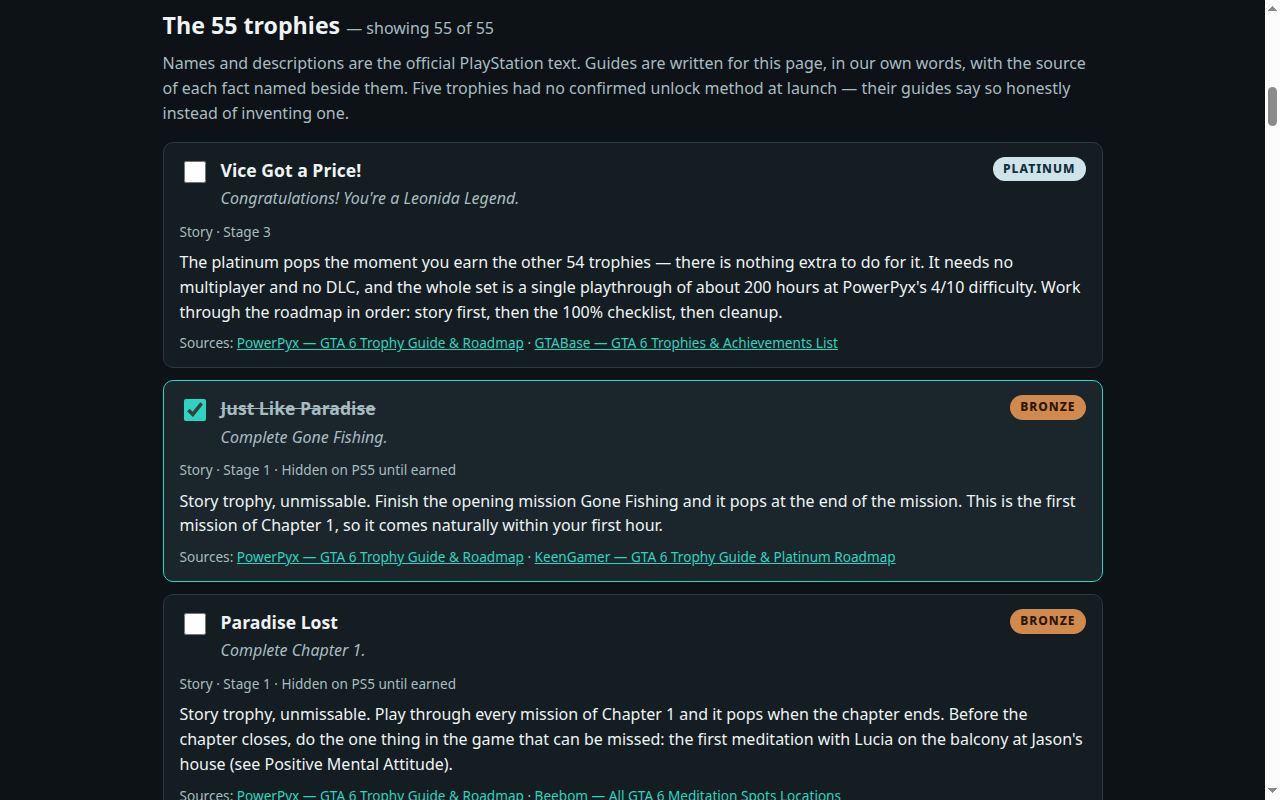 The 55 trophies — showing 55 of 55
Names and descriptions are the official PlayStation text. Guides are written for this page, in our own words, with the source
of each fact named beside them. Five trophies had no confirmed unlock method at launch — their guides say so honestly
instead of inventing one.
Vice Got a Price!
PLATINUM
Congratulations! You're a Leonida Legend.
Story · Stage 3
The platinum pops the moment you earn the other 54 trophies — there is nothing extra to do for it. It needs no
multiplayer and no DLC, and the whole set is a single playthrough of about 200 hours at PowerPyx's 4/10 difficulty. Work
through the roadmap in order: story first, then the 100% checklist, then cleanup.
Sources: PowerPyx — GTA 6 Trophy Guide & Roadmap · GTABase — GTA 6 Trophies & Achievements List
Just Like Paradise
BRONZE
Complete Gone Fishing.
Story · Stage 1 · Hidden on PS5 until earned
Story trophy, unmissable. Finish the opening mission Gone Fishing and it pops at the end of the mission. This is the first
mission of Chapter 1, so it comes naturally within your first hour.
Sources: PowerPyx — GTA 6 Trophy Guide & Roadmap · KeenGamer — GTA 6 Trophy Guide & Platinum Roadmap
Paradise Lost
BRONZE
Complete Chapter 1.
Story · Stage 1 · Hidden on PS5 until earned
Story trophy, unmissable. Play through every mission of Chapter 1 and it pops when the chapter ends. Before the
chapter closes, do the one thing in the game that can be missed: the first meditation with Lucia on the balcony at Jason's
house (see Positive Mental Attitude).
Sources: PowerPyx — GTA 6 Trophy Guide & Roadmap · Beebom — All GTA 6 Meditation Spots Locations